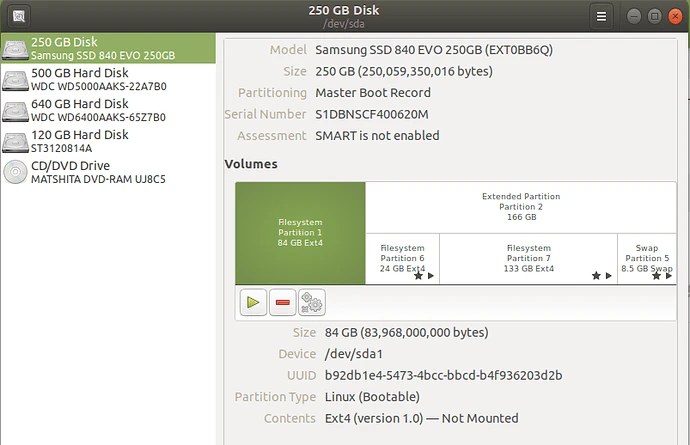 250 GB Disk
/dev/sda
250 GB Disk
Samsung SSD 840 EVO 250GB
500 GB Hard Disk
WDC WD5000AAKS-22A7B0
640 GB Hard Disk
WDC WD6400AAKS-65Z7B0
120 GB Hard Disk
ST3120814A
CD/DVD Drive
MATSHITA DVD-RAM UJ8C5
Model Samsung SSD 840 EVO 250GB (EXT0BB6Q)
Size 250 GB (250,059,350,016 bytes)
Partitioning Master Boot Record
Serial Number S1DBNSCF400620M
Assessment SMART is not enabled
Volumes
Filesystem
Partition 1
84 GB Ext4
Extended Partition
Partition 2
166 GB
Filesystem
Partition 6
24 GB Ext4
Filesystem
Partition 7
133 GB Ext4
Swap
Partition 5
8.5 GB Swap
Size 84 GB (83,968,000,000 bytes)
Device /dev/sda1
UUID b92db1e4-5473-4bcc-bbcd-b4f936203d2b
Partition Type Linux (Bootable)
Contents Ext4 (version 1.0) — Not Mounted